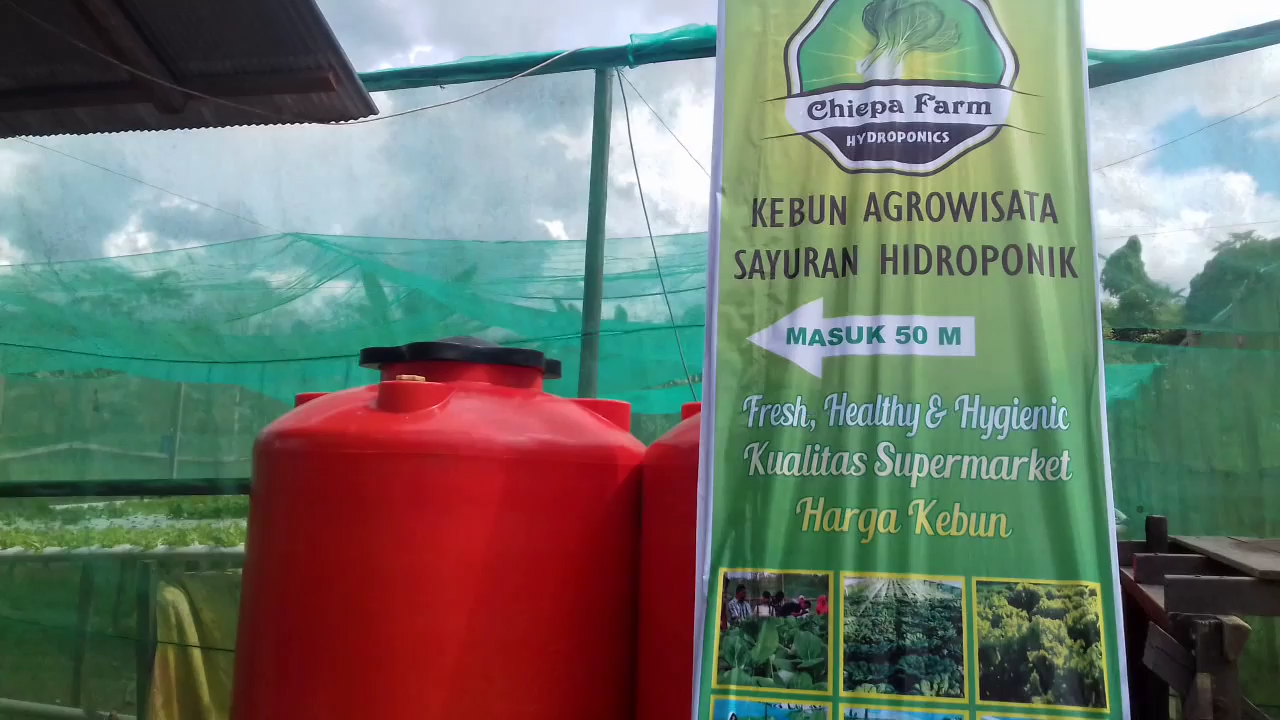 Chiepa Farm
HYDROPONICS
KEBUN AGROWISATA
SAYURAN HIDROPONIK
MASUK 50 M
Fresh, Healthy & Hygienic
Kualitas Supermarket
Harga Kebun